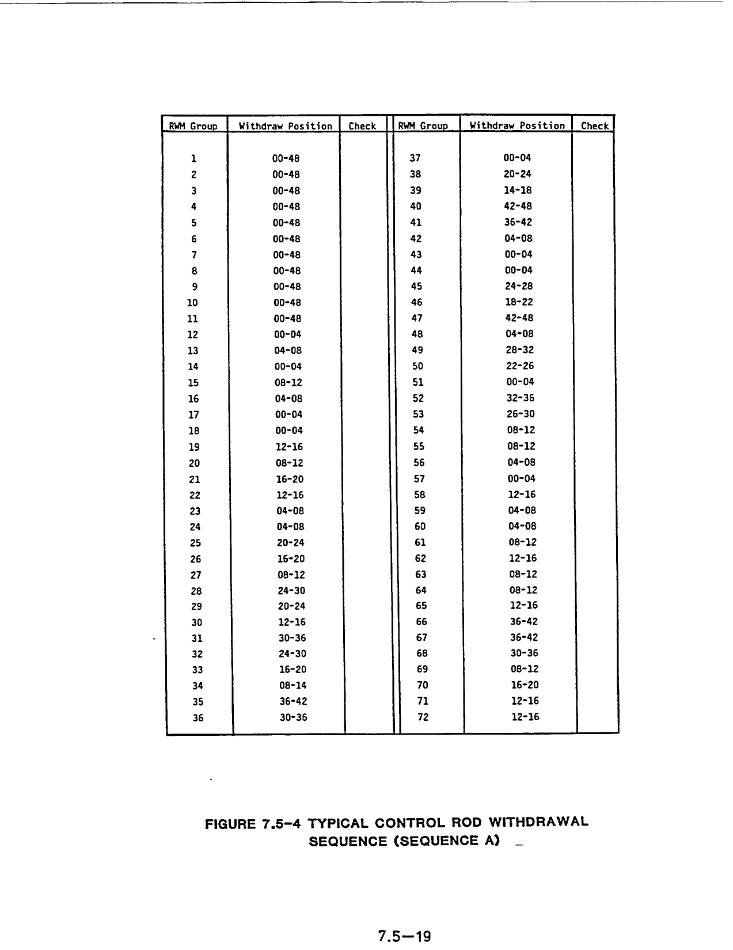 RWM Group Withdraw Position Check RWM Group Withdraw Position Check
1 00-48 37 00-04
2 00-48 38 20-24
3 00-48 39 14-18
4 00-48 40 42-48
5 00-48 41 36-42
6 00-48 42 04-08
7 00-48 43 00-04
8 00-48 44 00-04
9 00-48 45 24-28
10 00-48 46 18-22
11 00-48 47 42-48
12 00-04 48 04-08
13 04-08 49 28-32
14 00-04 50 22-26
15 08-12 51 00-04
16 04-08 52 32-36
17 00-04 53 26-30
18 00-04 54 08-12
19 12-16 55 08-12
20 08-12 56 04-08
21 16-20 57 00-04
22 12-16 58 12-16
23 04-08 59 04-08
24 04-08 60 04-08
25 20-24 61 08-12
26 16-20 62 12-16
27 08-12 63 08-12
28 24-30 64 08-12
29 20-24 65 12-16
30 12-16 66 36-42
31 30-36 67 36-42
32 24-30 68 30-36
33 16-20 69 08-12
34 08-14 70 16-20
35 36-42 71 12-16
36 30-36 72 12-16
FIGURE 7.5-4 TYPICAL CONTROL ROD WITHDRAWAL
SEQUENCE (SEQUENCE A)
7.5-19